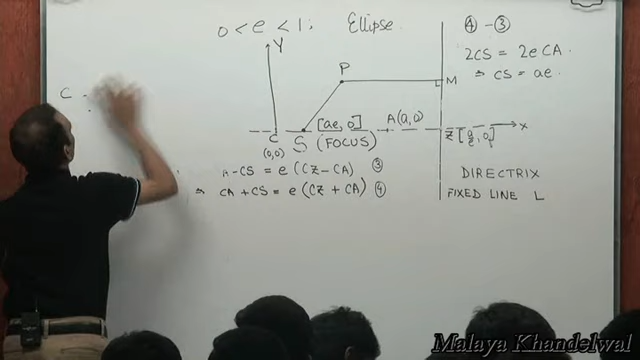 0 < e < 1; Ellipse
④ - ③
Y
2CS = 2e CA.
⇒ CS = ae.
P
M
C
A(a, 0)
C
S
[ae, 0]
Z [a/e, 0]
x
(0,0)
(FOCUS)
A-CS = e (CZ - CA) ③
⇒ CA + CS = e (CZ + CA) ④
DIRECTRIX
FIXED LINE L
Malaya Khandelwal